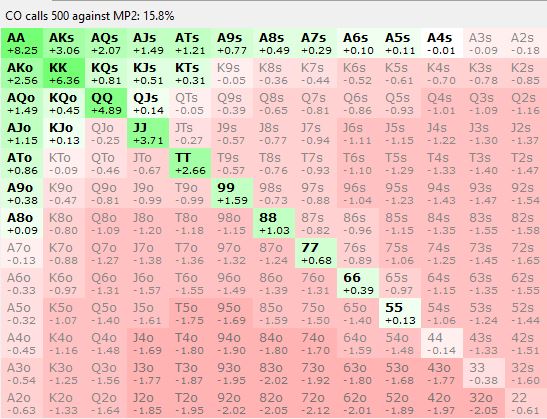 CO calls 500 against MP2: 15.8%
AA AKs AQs AJs ATs A9s A8s A7s A6s A5s A4s A3s A2s
+8.25 +3.06 +2.07 +1.49 +1.21 +0.77 +0.49 +0.29 +0.10 +0.11 -0.01 -0.09 -0.18
AKo KK KQs KJs KTs K9s K8s K7s K6s K5s K4s K3s K2s
+2.56 +6.36 +0.81 +0.51 +0.31 -0.05 -0.36 -0.44 -0.52 -0.61 -0.70 -0.78 -0.85
AQo KQo QQ QJs QTs Q9s Q8s Q7s Q6s Q5s Q4s Q3s Q2s
+1.49 +0.45 +4.89 +0.14 -0.05 -0.39 -0.65 -0.81 -0.86 -0.93 -1.01 -1.09 -1.16
AJo KJo QJo JJ JTs J9s J8s J7s J6s J5s J4s J3s J2s
+1.15 +0.13 -0.25 +3.71 -0.27 -0.57 -0.77 -0.94 -1.11 -1.15 -1.22 -1.30 -1.37
ATo KTo QTo JTo TT T9s T8s T7s T6s T5s T4s T3s T2s
+0.86 -0.09 -0.46 -0.67 +2.66 -0.57 -0.76 -0.93 -1.10 -1.29 -1.33 -1.40 -1.47
A9o K9o Q9o J9o T9o 99 98s 97s 96s 95s 94s 93s 92s
+0.38 -0.47 -0.81 -0.99 -0.99 +1.59 -0.73 -0.88 -1.04 -1.23 -1.43 -1.47 -1.54
A8o K8o Q8o J8o T8o 98o 88 87s 86s 85s 84s 83s 82s
+0.09 -0.80 -1.09 -1.20 -1.18 -1.15 +1.03 -0.82 -0.96 -1.15 -1.35 -1.55 -1.58
A7o K7o Q7o J7o T7o 97o 87o 77 76s 75s 74s 73s 72s
-0.13 -0.88 -1.27 -1.38 -1.36 -1.32 -1.24 +0.68 -0.89 -1.06 -1.25 -1.45 -1.65
A6o K6o Q6o J6o T6o 96o 86o 76o 66 65s 64s 63s 62s
-0.33 -0.97 -1.31 -1.57 -1.55 -1.49 -1.39 -1.31 +0.39 -0.97 -1.15 -1.35 -1.55
A5o K5o Q5o J5o T5o 95o 85o 75o 65o 55 54s 53s 52s
-0.32 -1.07 -1.40 -1.61 -1.75 -1.69 -1.59 -1.50 -1.40 +0.13 -1.06 -1.24 -1.44
A4o K4o Q4o J4o T4o 94o 84o 74o 64o 54o 44 43s 42s
-0.45 -1.16 -1.48 -1.69 -1.80 -1.90 -1.80 -1.70 -1.59 -1.48 -0.14 -1.33 -1.51
A3o K3o Q3o J3o T3o 93o 83o 73o 63o 53o 43o 33 32s
-0.54 -1.25 -1.56 -1.77 -1.87 -1.95 -2.02 -1.92 -1.80 -1.68 -1.77 -0.38 -1.60
A2o K2o Q2o J2o T2o 92o 82o 72o 62o 52o 42o 32o 22
-0.63 -1.33 -1.64 -1.85 -1.95 -2.02 -2.05 -2.12 -2.01 -1.89 -1.97 -2.05 -0.61